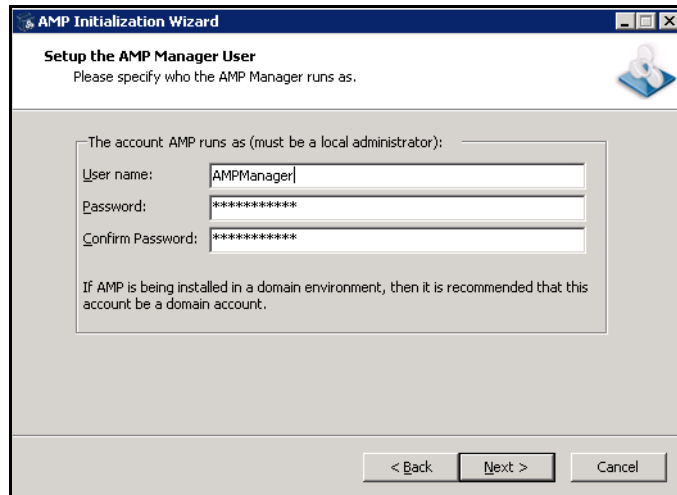 AMP Initialization Wizard
Setup the AMP Manager User
Please specify who the AMP Manager runs as.
The account AMP runs as (must be a local administrator):
User name:
AMPManager
Password:
***********
Confirm Password:
***********
If AMP is being installed in a domain environment, then it is recommended that this
account be a domain account.
< Back
Next >
Cancel